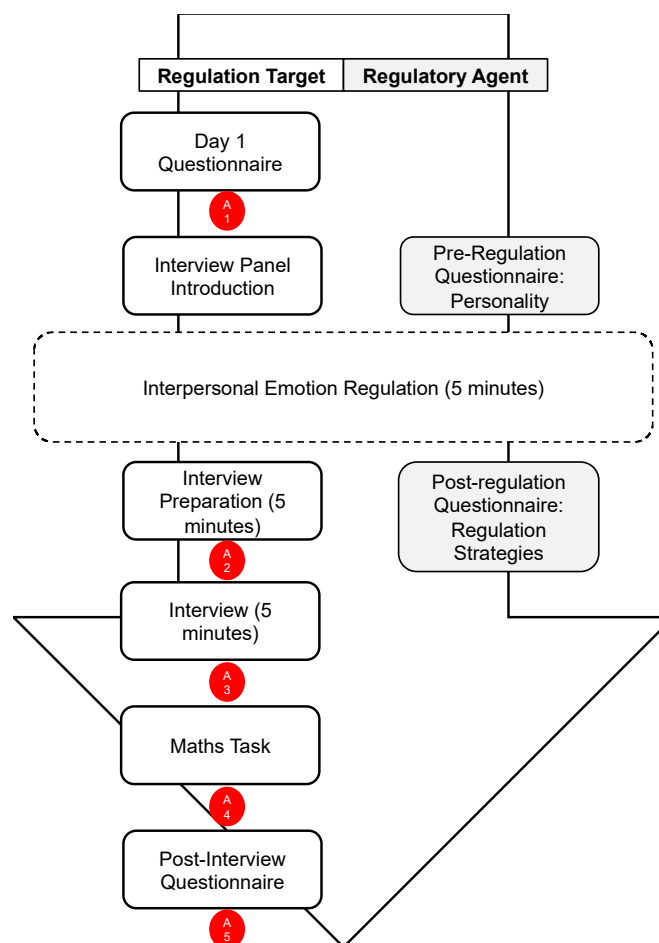 Regulation Target
Regulatory Agent
Day 1
Questionnaire
A
1
Interview Panel
Introduction
Pre-Regulation
Questionnaire:
Personality
Interpersonal Emotion Regulation (5 minutes)
Interview
Preparation (5
minutes)
Post-regulation
Questionnaire:
Regulation
Strategies
A
2
Interview (5
minutes)
A
3
Maths Task
A
4
Post-Interview
Questionnaire
A
5